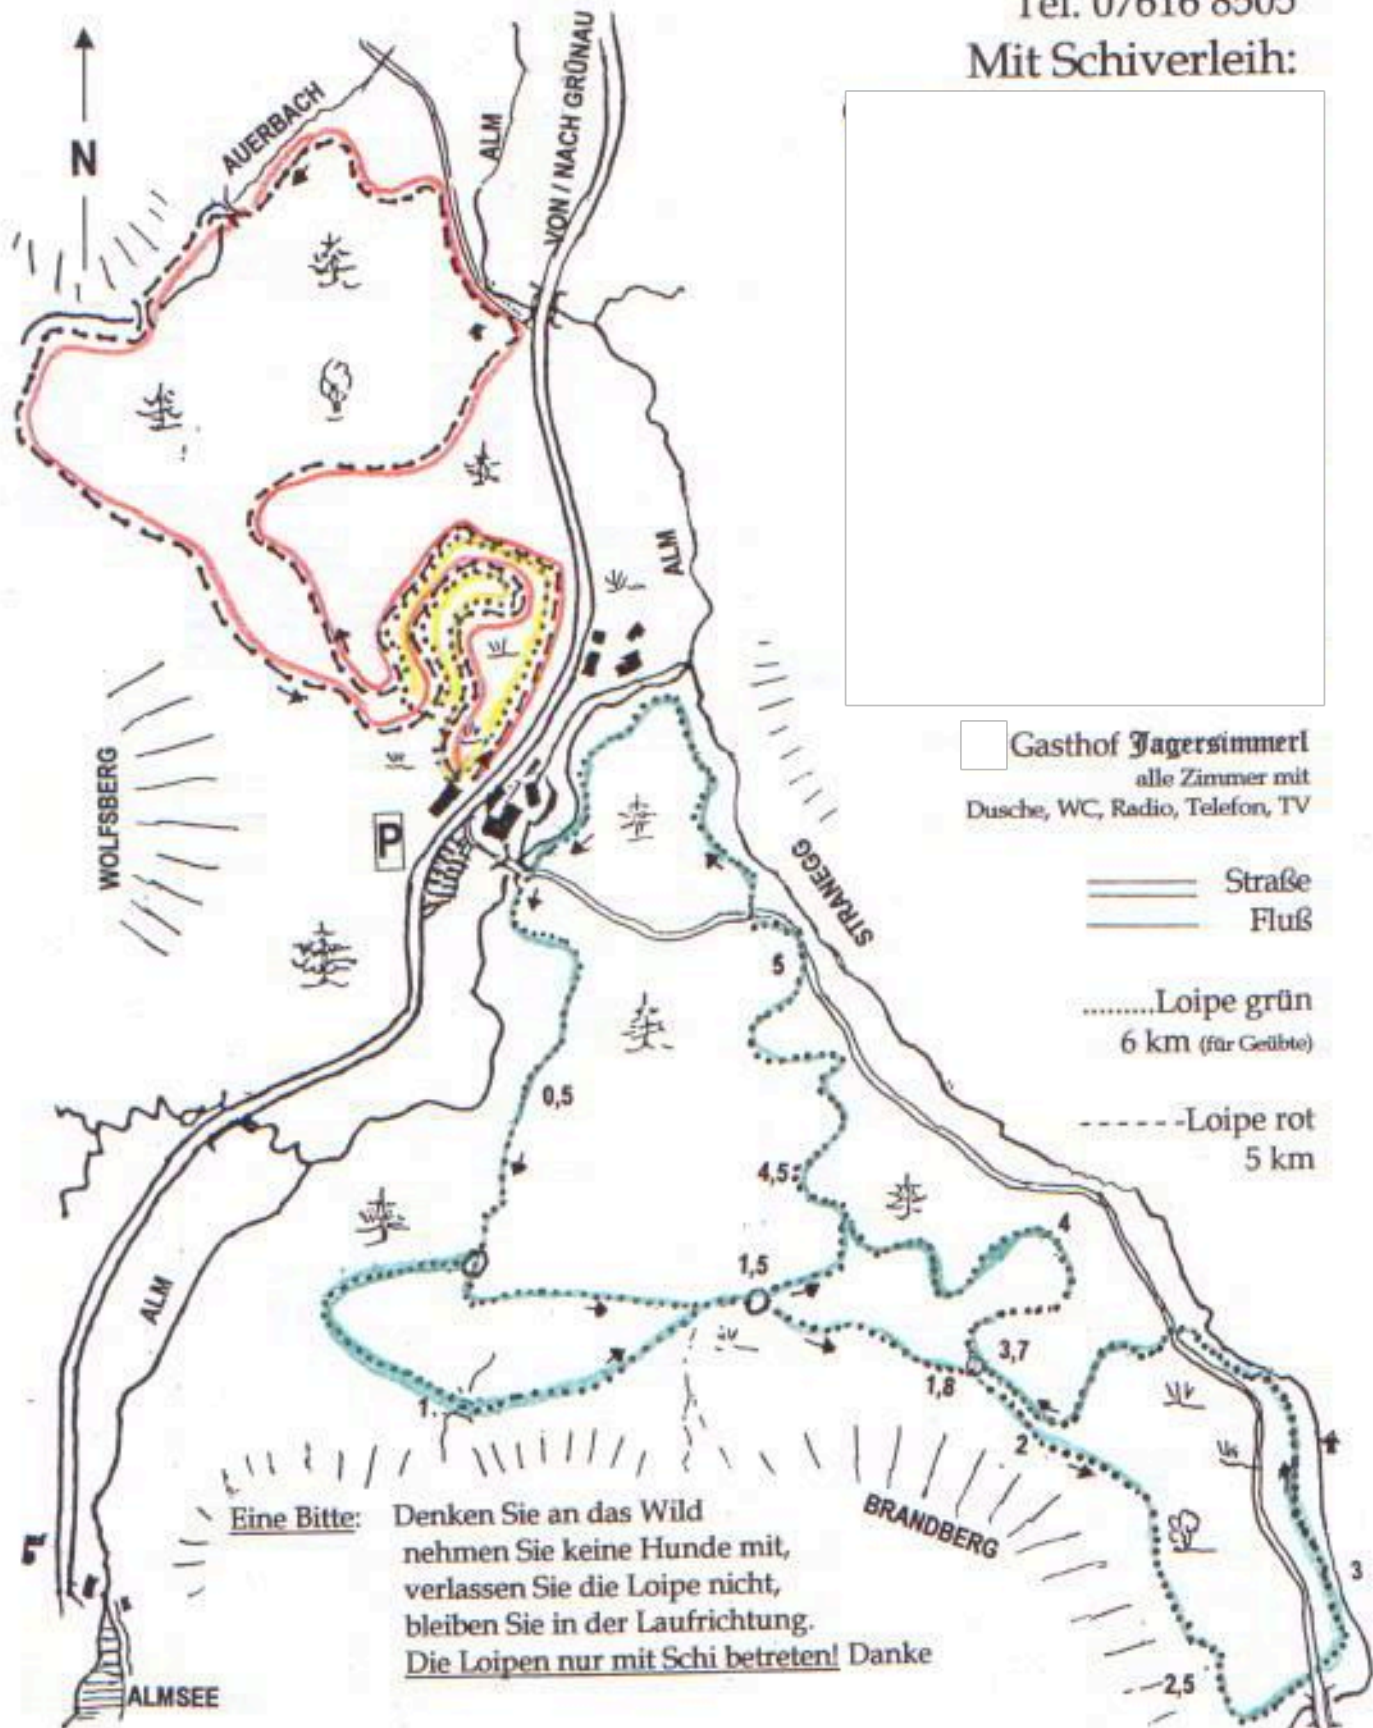 Tel. 07616 8505
Mit Schiverleih:
N
AUERBACH
ALM
VON / NACH GRÜNAU
ALM
WOLFSBERG
P
STRANEGG
Gasthof Jagersimmerl
alle Zimmer mit
Dusche, WC, Radio, Telefon, TV
Straße
Fluß
Loipe grün
6 km (für Geübte)
Loipe rot
5 km
5
0,5
4,5
4
1,5
3,7
1,8
1
2
3
2,5
ALM
BRANDBERG
Eine Bitte: Denken Sie an das Wild
nehmen Sie keine Hunde mit,
verlassen Sie die Loipe nicht,
bleiben Sie in der Laufrichtung.
Die Loipen nur mit Schi betreten! Danke
ALMSEE